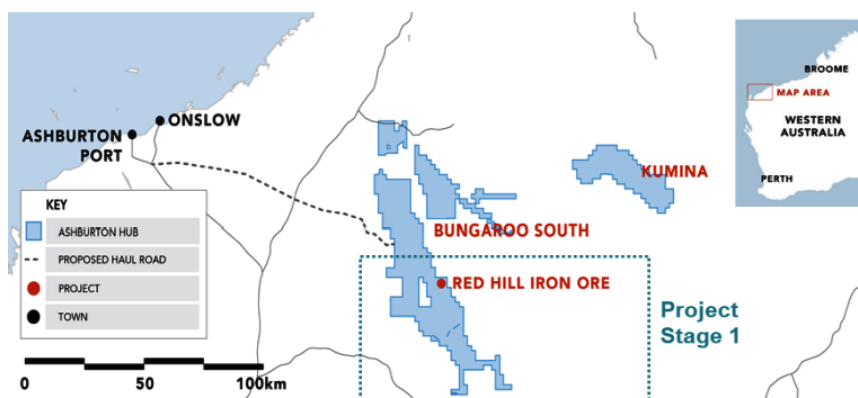 BROOME
MAP AREA
WESTERN
AUSTRALIA
PERTH
ONSLOW
ASHBURTON
PORT
KUMINA
KEY
ASHBURTON HUB
PROPOSED HAUL ROAD
PROJECT
TOWN
BUNGAROO SOUTH
RED HILL IRON ORE
Project
Stage 1
0 50 100km